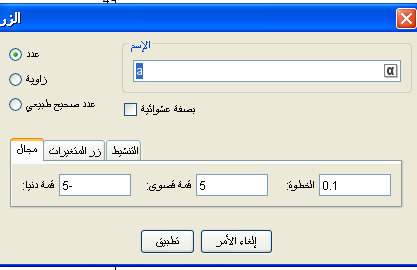 الزر
الإسم
عدد
a
α
زاوية
عدد صحيح طبيعي
بصفة عشوائية
مجال
زر المتغيرات
التنشيط
قمة دنيا:
5-
قمة قصوى:
5
الخطوة:
0.1
تطبيق
إلغاء الأمر